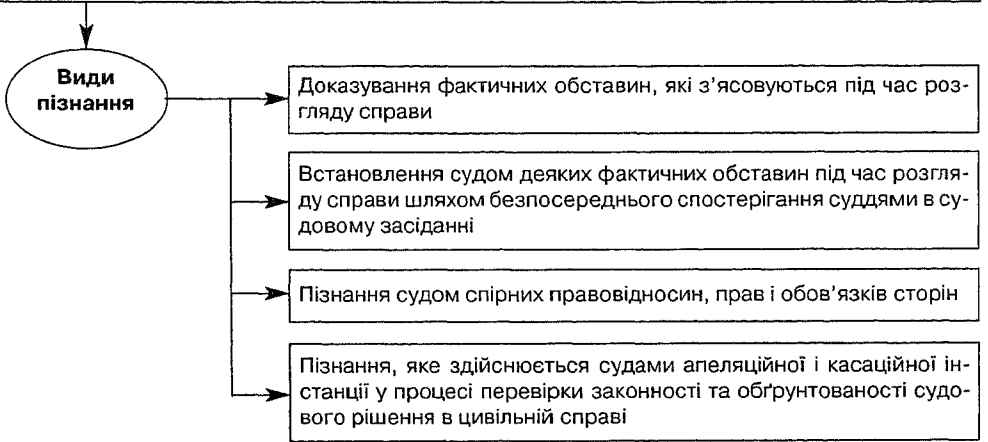 Види
пізнання
Доказування фактичних обставин, які з’ясовуються під час роз-
гляду справи
Встановлення судом деяких фактичних обставин під час розгля-
ду справи шляхом безпосереднього спостерігання суддями в су-
довому засіданні
Пізнання судом спірних правовідносин, прав і обов’язків сторін
Пізнання, яке здійснюється судами апеляційної і касаційної ін-
станції у процесі перевірки законності та обґрунтованості судо-
вого рішення в цивільній справі